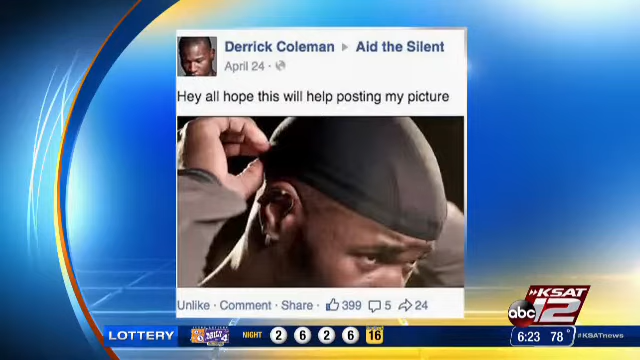 Derrick Coleman ▸ Aid the Silent
April 24 ·
Hey all hope this will help posting my picture
Unlike · Comment · Share · 399 5 24
KSAT
abc 12
LOTTERY NIGHT 2 6 2 6 16 6:23 78° #KSATnews